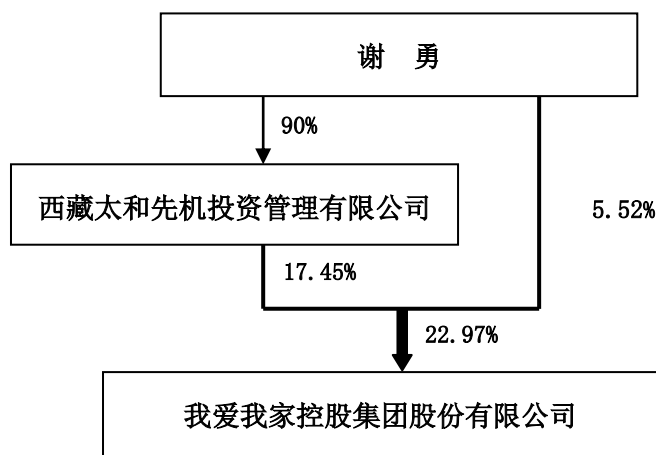 谢 勇
90%
西藏太和先机投资管理有限公司
5.52%
17.45%
22.97%
我爱我家控股集团股份有限公司